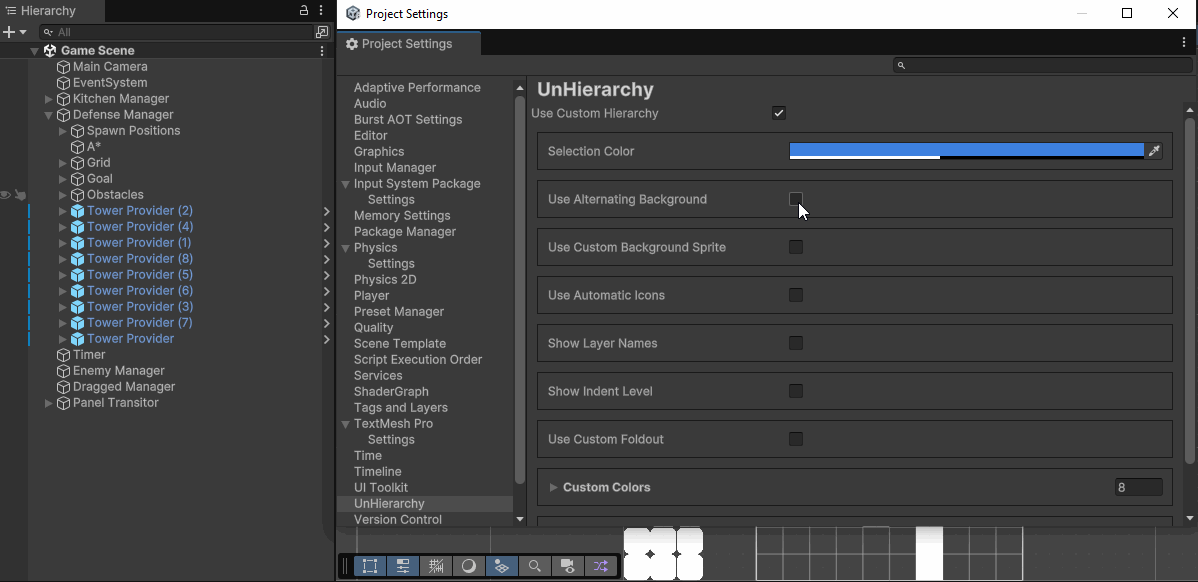 Hierarchy
All
Game Scene
Main Camera
EventSystem
Kitchen Manager
Defense Manager
Spawn Positions
A*
Grid
Goal
Obstacles
Tower Provider (2)
Tower Provider (4)
Tower Provider (1)
Tower Provider (8)
Tower Provider (5)
Tower Provider (6)
Tower Provider (3)
Tower Provider (7)
Tower Provider
Timer
Enemy Manager
Dragged Manager
Panel Transitor
Project Settings
Project Settings
Adaptive Performance
Audio
Burst AOT Settings
Editor
Graphics
Input Manager
Input System Package
Settings
Memory Settings
Package Manager
Physics
Settings
Physics 2D
Player
Preset Manager
Quality
Scene Template
Script Execution Order
Services
ShaderGraph
Tags and Layers
TextMesh Pro
Settings
Time
Timeline
UI Toolkit
UnHierarchy
Version Control
UnHierarchy
Use Custom Hierarchy
Selection Color
Use Alternating Background
Use Custom Background Sprite
Use Automatic Icons
Show Layer Names
Show Indent Level
Use Custom Foldout
Custom Colors 8